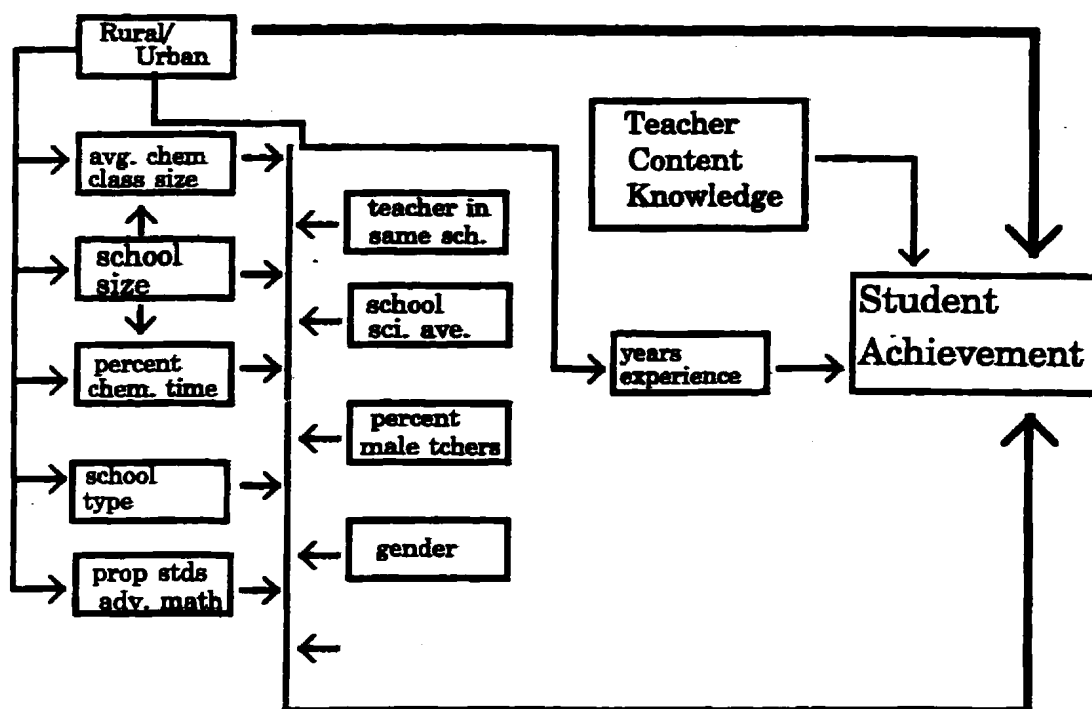 Rural/
Urban
avg. chem
class size
school
size
percent
chem. time
school
type
prop stds
adv. math
teacher in
same sch.
school
sci. ave.
percent
male tchers
gender
Teacher
Content
Knowledge
years
experience
Student
Achievement